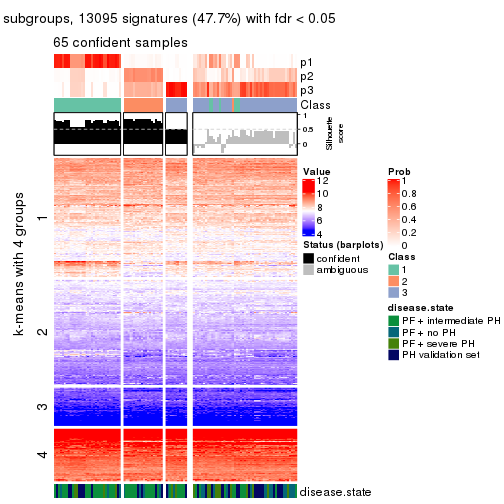 subgroups, 13095 signatures (47.7%) with fdr < 0.05
65 confident samples
p1
p2
p3
Class
1
0.5
0
Silhouette
score
k-means with 4 groups
1
2
3
4
disease.state
Value
12
10
8
6
4
Status (barplots)
confident
ambiguous
Prob
1
0.8
0.6
0.4
0.2
0
Class
1
2
3
disease.state
PF + intermediate PH
PF + no PH
PF + severe PH
PH validation set